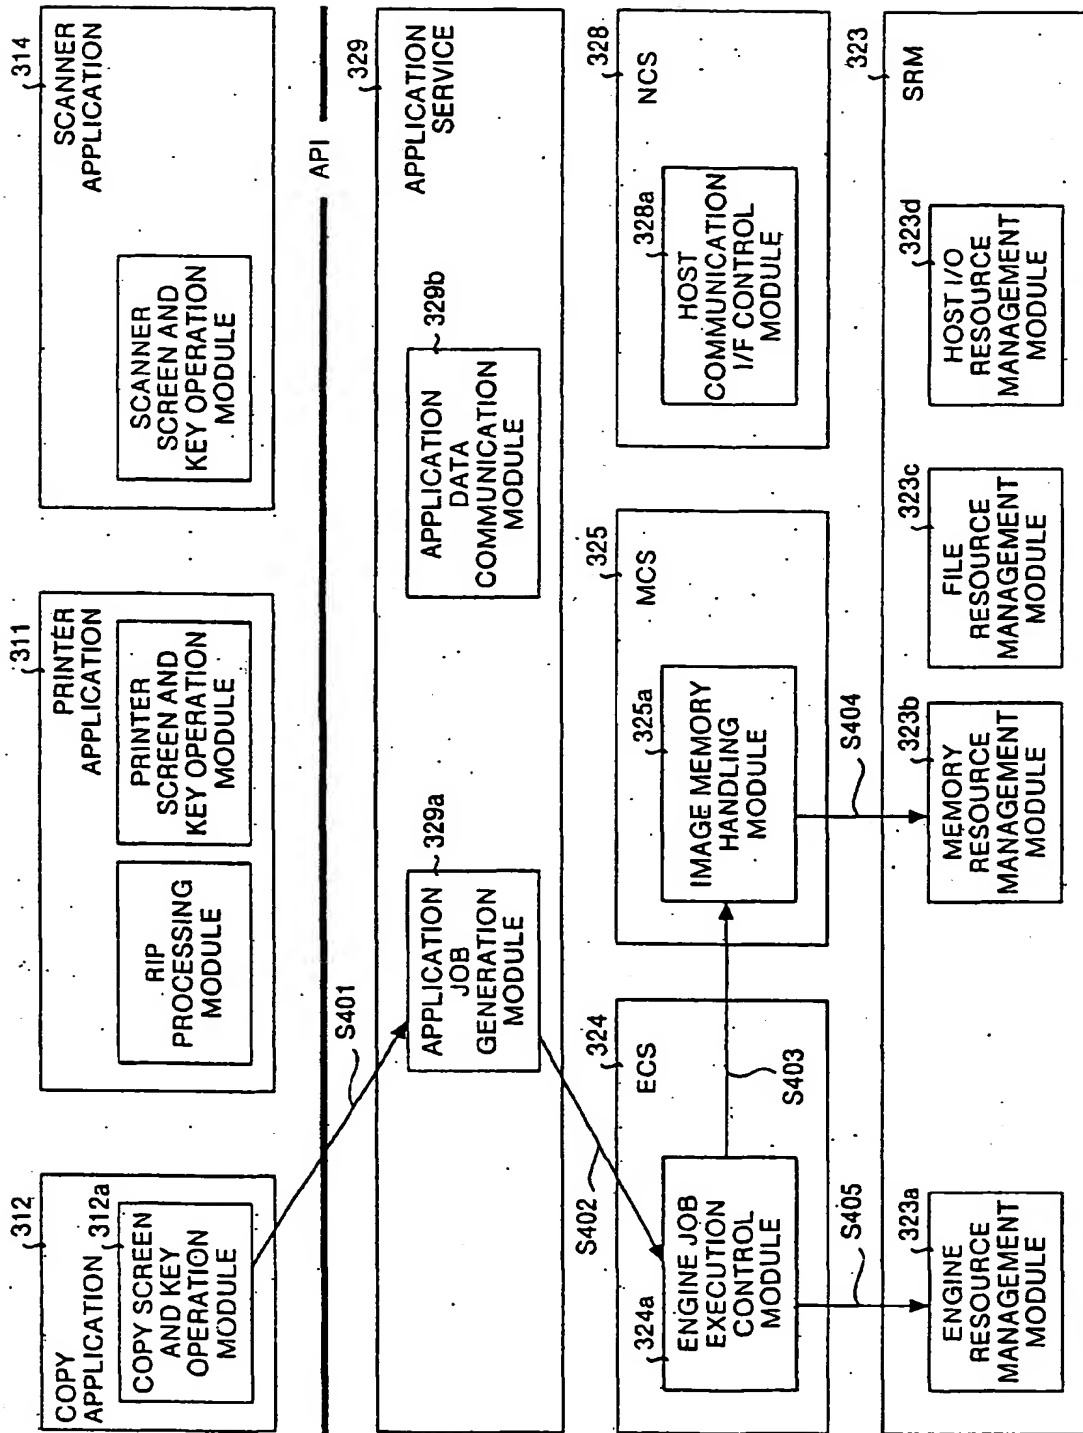 312
COPY
APPLICATION
312a
COPY SCREEN
AND KEY
OPERATION
MODULE
311
PRINTER
APPLICATION
RIP
PROCESSING
MODULE
PRINTER
SCREEN AND
KEY OPERATION
MODULE
314
SCANNER
APPLICATION
SCANNER
SCREEN AND
KEY OPERATION
MODULE
S401
API
329
APPLICATION
SERVICE
329a
APPLICATION
JOB
GENERATION
MODULE
329b
APPLICATION
DATA
COMMUNICATION
MODULE
S402
324
ECS
324a
ENGINE JOB
EXECUTION
CONTROL
MODULE
S403
325
MCS
325a
IMAGE MEMORY
HANDLING
MODULE
328
NCS
328a
HOST
COMMUNICATION
I/F CONTROL
MODULE
S405
S404
323
SRM
323a
ENGINE
RESOURCE
MANAGEMENT
MODULE
323b
MEMORY
RESOURCE
MANAGEMENT
MODULE
323c
FILE
RESOURCE
MANAGEMENT
MODULE
323d
HOST I/O
RESOURCE
MANAGEMENT
MODULE